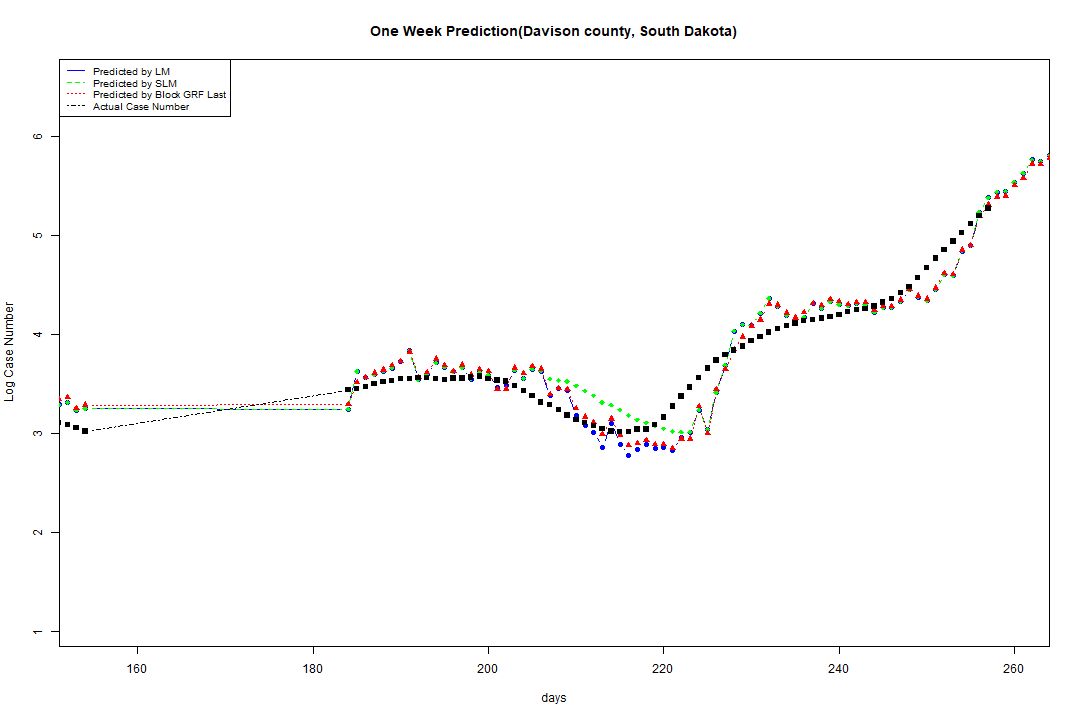 One Week Prediction(Davison county, South Dakota)
Predicted by LM
Predicted by SLM
Predicted by Block GRF Last
Actual Case Number
Log Case Number
6
5
4
3
2
1
160 180 200 220 240 260
days